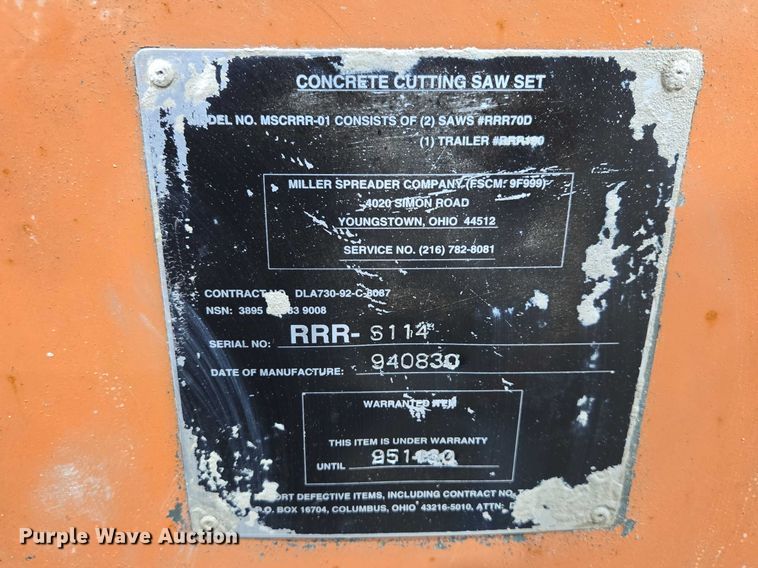 CONCRETE CUTTING SAW SET
MODEL NO. MSCRRR-01 CONSISTS OF (2) SAWS #RRR70D
(1) TRAILER
MILLER SPREADER COMPANY (FSCM: 9F999)
4020 SIMON ROAD
YOUNGSTOWN, OHIO 44512
SERVICE NO. (216) 782-8081
CONTRACT NO. DLA730-92-C-8087
NSN: 3895 9008
SERIAL NO: RRR- S114
DATE OF MANUFACTURE: 940830
WARRANTED ITEM
THIS ITEM IS UNDER WARRANTY
UNTIL
DEFECTIVE ITEMS, INCLUDING CONTRACT NO.
P.O. BOX 16704, COLUMBUS, OHIO 43216-5010, ATTN:
Purple Wave Auction